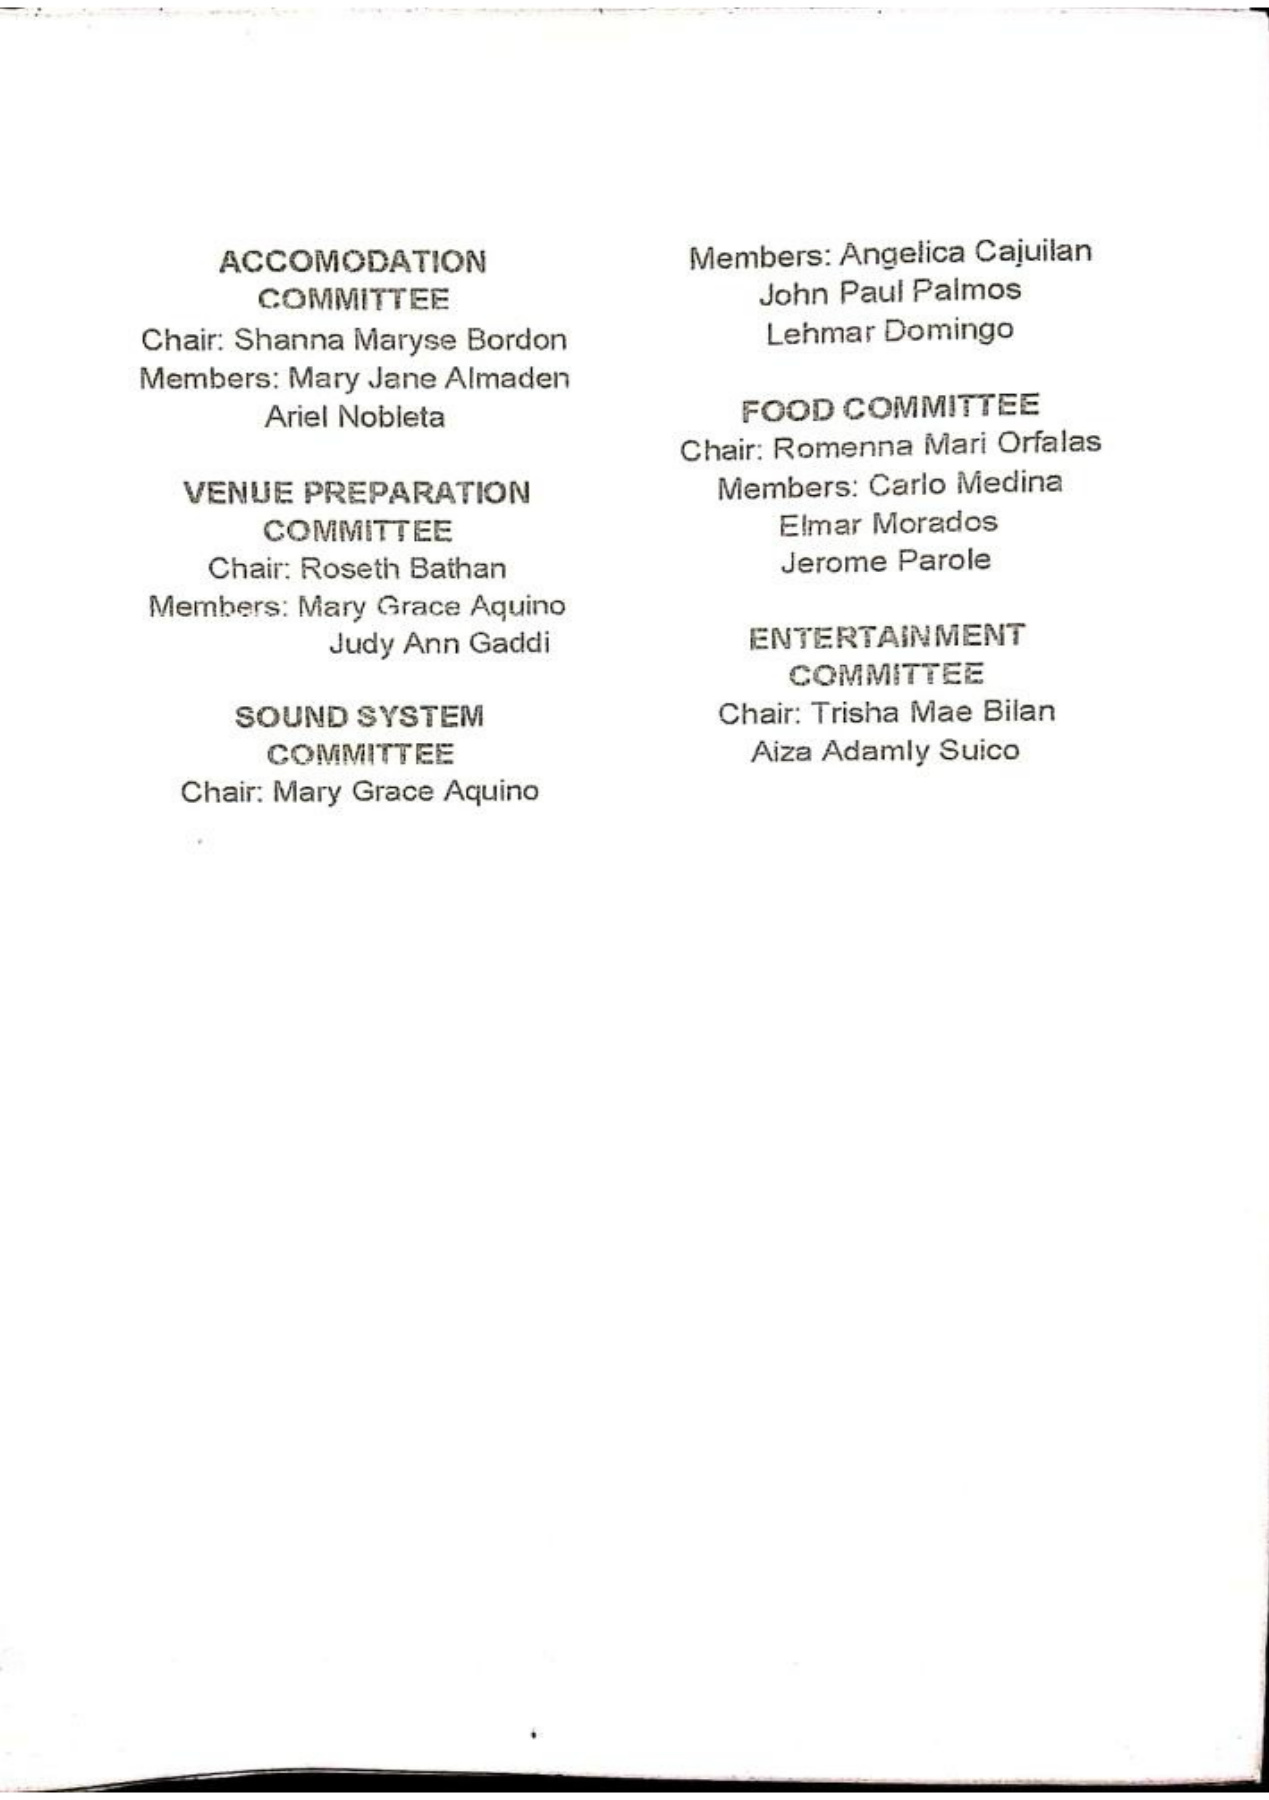 ACCOMODATION
COMMITTEE
Chair: Shanna Maryse Bordon
Members: Mary Jane Almaden
Ariel Nobleta
VENUE PREPARATION
COMMITTEE
Chair: Roseth Bathan
Members: Mary Grace Aquino
Judy Ann Gaddi
SOUND SYSTEM
COMMITTEE
Chair: Mary Grace Aquino
Members: Angelica Cajuilan
John Paul Palmos
Lehmar Domingo
FOOD COMMITTEE
Chair: Romenna Mari Orfalas
Members: Carlo Medina
Elmar Morados
Jerome Parole
ENTERTAINMENT
COMMITTEE
Chair: Trisha Mae Bilan
Aiza Adamly Suico